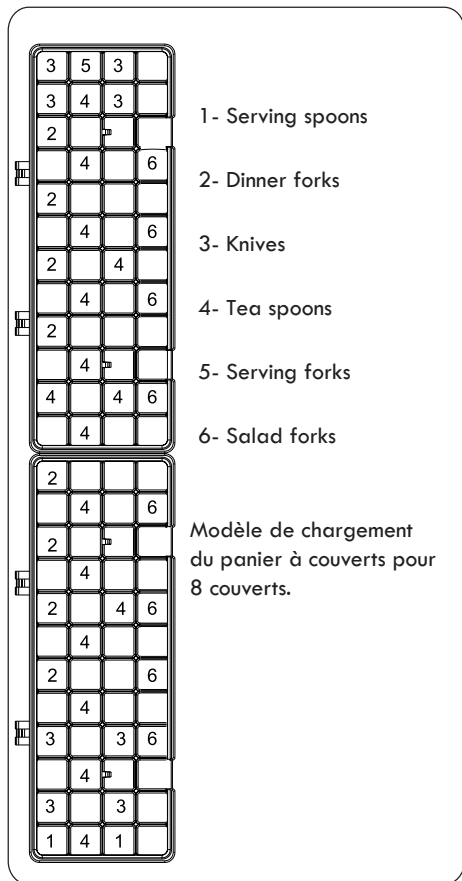 3 5 3
3 4 3
2
4 6
2
4 6
2 4
4 6
2
4
4 4 6
4
2
4 6
2
4
2 4 6
4
2 6
4
3 3 6
4
3 3
1 4 1
1- Serving spoons
2- Dinner forks
3- Knives
4- Tea spoons
5- Serving forks
6- Salad forks
Modèle de chargement
du panier à couverts pour
8 couverts.